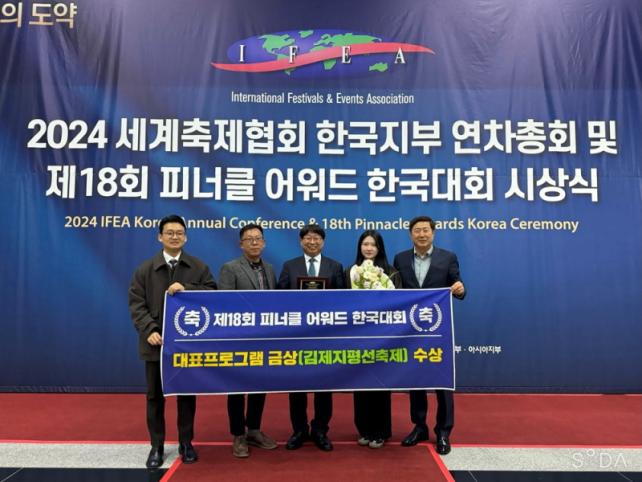 의 도약
IFEA
International Festivals & Events Association
2024 세계축제협회 한국지부 연차총회 및
제18회 피너클 어워드 한국대회 시상식
2024 IFEA Korea Annual Conference & 18th Pinnacle Awards Korea Ceremony
축 제18회 피너클 어워드 한국대회 축
대표프로그램 금상(김제지평선축제) 수상
부 · 아시아지부
SODA